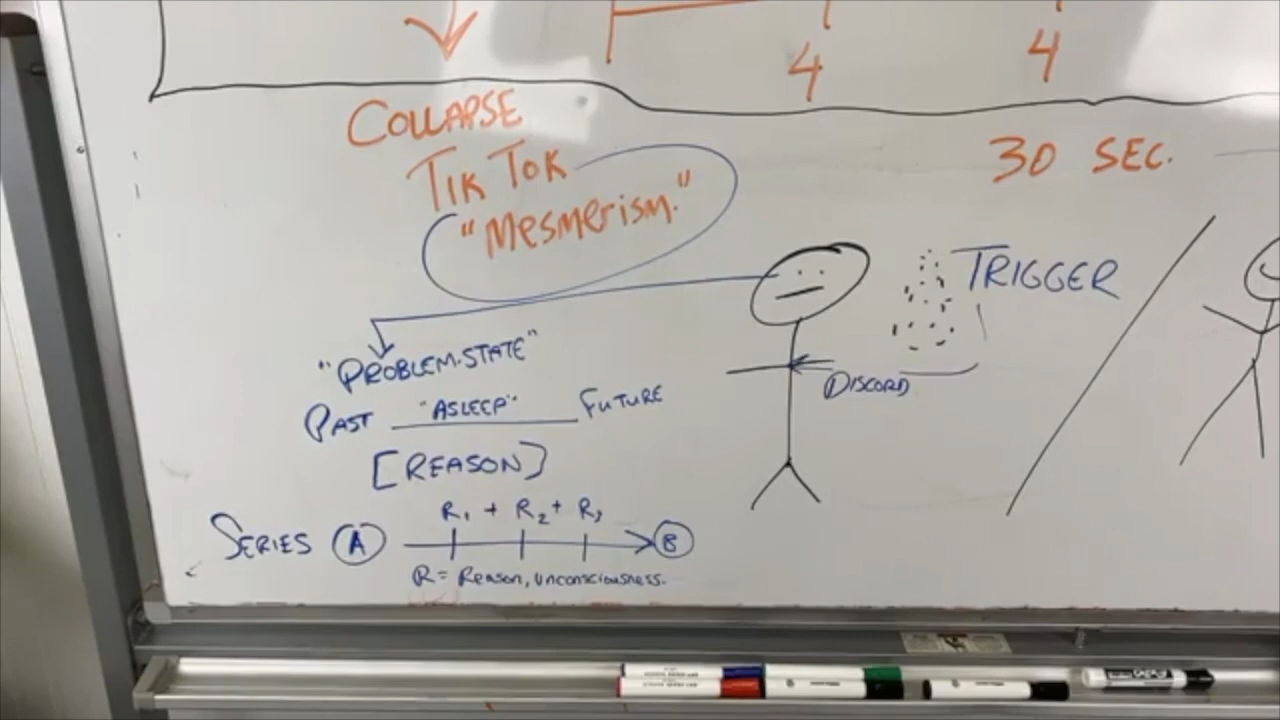 4 4
COLLAPSE
TIK TOK
"MESMERISM."
30 SEC.
TRIGGER
DISCORD
"PROBLEM-STATE"
PAST "ASLEEP" FUTURE
[REASON]
R1 + R2 + R3
SERIES A B
R = Reason, unconsciousness.